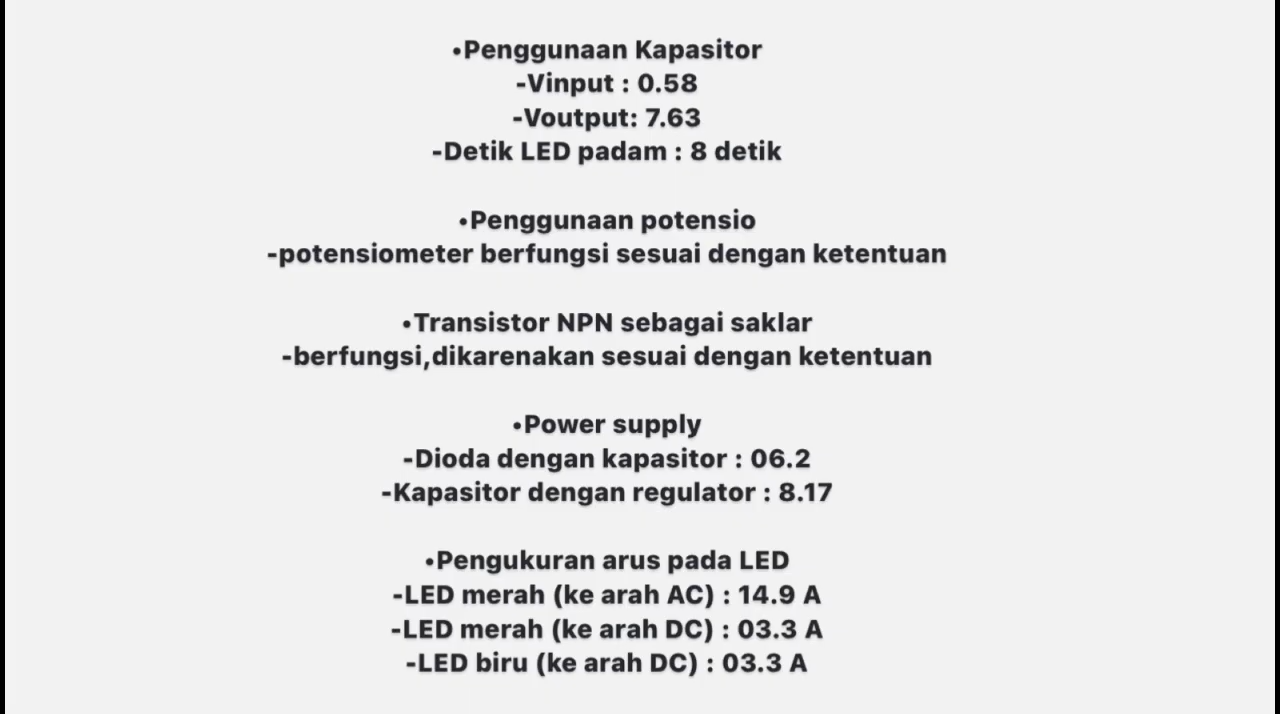 •Penggunaan Kapasitor
-Vinput : 0.58
-Voutput: 7.63
-Detik LED padam : 8 detik
•Penggunaan potensio
-potensiometer berfungsi sesuai dengan ketentuan
•Transistor NPN sebagai saklar
-berfungsi,dikarenakan sesuai dengan ketentuan
•Power supply
-Dioda dengan kapasitor : 06.2
-Kapasitor dengan regulator : 8.17
•Pengukuran arus pada LED
-LED merah (ke arah AC) : 14.9 A
-LED merah (ke arah DC) : 03.3 A
-LED biru (ke arah DC) : 03.3 A